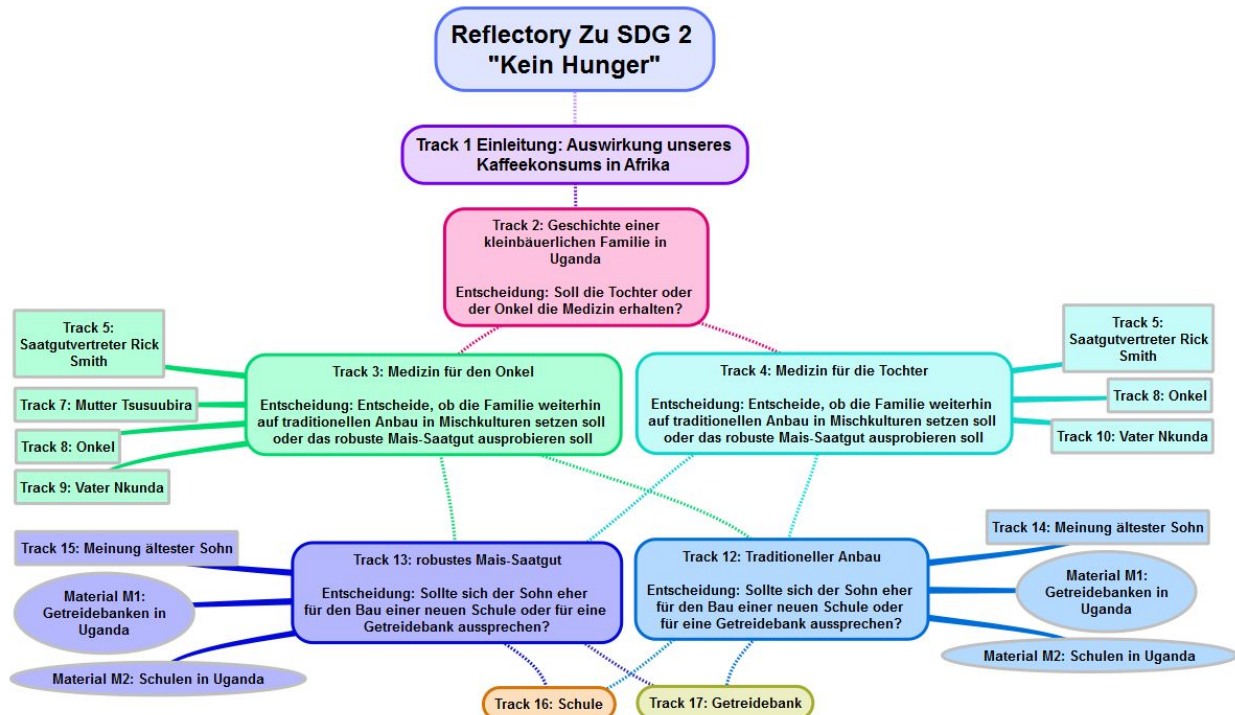 Reflectory Zu SDG 2
"Kein Hunger"
Track 1 Einleitung: Auswirkung unseres
Kaffeekonsums in Afrika
Track 2: Geschichte einer
kleinbäuerlichen Familie in
Uganda
Entscheidung: Soll die Tochter oder
der Onkel die Medizin erhalten?
Track 5:
Saatgutvertreter Rick
Smith
Track 7: Mutter Tsusuubira
Track 8: Onkel
Track 9: Vater Nkunda
Track 3: Medizin für den Onkel
Entscheidung: Entscheide, ob die Familie weiterhin
auf traditionellen Anbau in Mischkulturen setzen soll
oder das robuste Mais-Saatgut ausprobieren soll
Track 4: Medizin für die Tochter
Entscheidung: Entscheide, ob die Familie weiterhin
auf traditionellen Anbau in Mischkulturen setzen soll
oder das robuste Mais-Saatgut ausprobieren soll
Track 5:
Saatgutvertreter Rick
Smith
Track 8: Onkel
Track 10: Vater Nkunda
Track 15: Meinung ältester Sohn
Material M1:
Getreidebanken in
Uganda
Material M2: Schulen in Uganda
Track 13: robustes Mais-Saatgut
Entscheidung: Sollte sich der Sohn eher
für den Bau einer neuen Schule oder für eine
Getreidebank aussprechen?
Track 12: Traditioneller Anbau
Entscheidung: Sollte sich der Sohn eher
für den Bau einer neuen Schule oder
für eine Getreidebank aussprechen?
Track 14: Meinung ältester Sohn
Material M1:
Getreidebanken in
Uganda
Material M2: Schulen in Uganda
Track 16: Schule
Track 17: Getreidebank